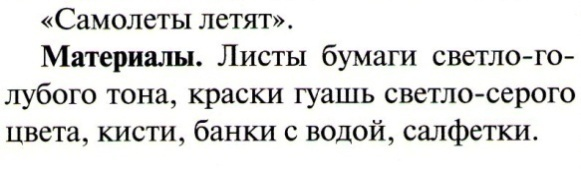 «Самолеты летят».
Материалы. Листы бумаги светло-го-
лубого тона, краски гуашь светло-серого
цвета, кисти, банки с водой, салфетки.